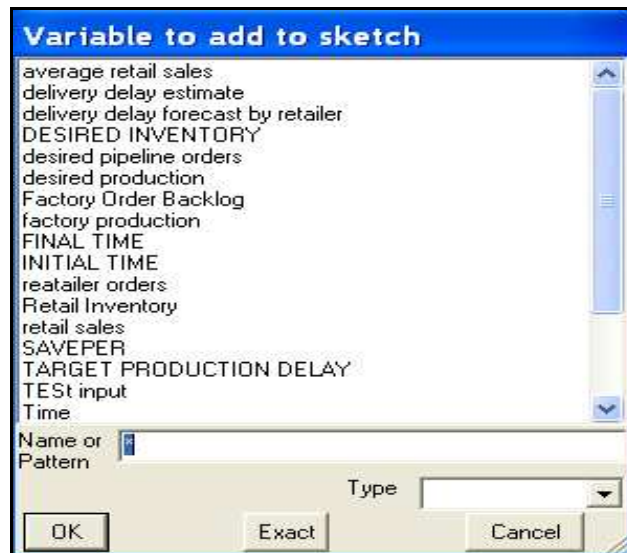 Variable to add to sketch
average retail sales
delivery delay estimate
delivery delay forecast by retailer
DESIRED INVENTORY
desired pipeline orders
desired production
Factory Order Backlog
factory production
FINAL TIME
INITIAL TIME
reatailer orders
Retail Inventory
retail sales
SAVEPER
TARGET PRODUCTION DELAY
TESt input
Time
Name or
Pattern
*
Type
OK Exact Cancel